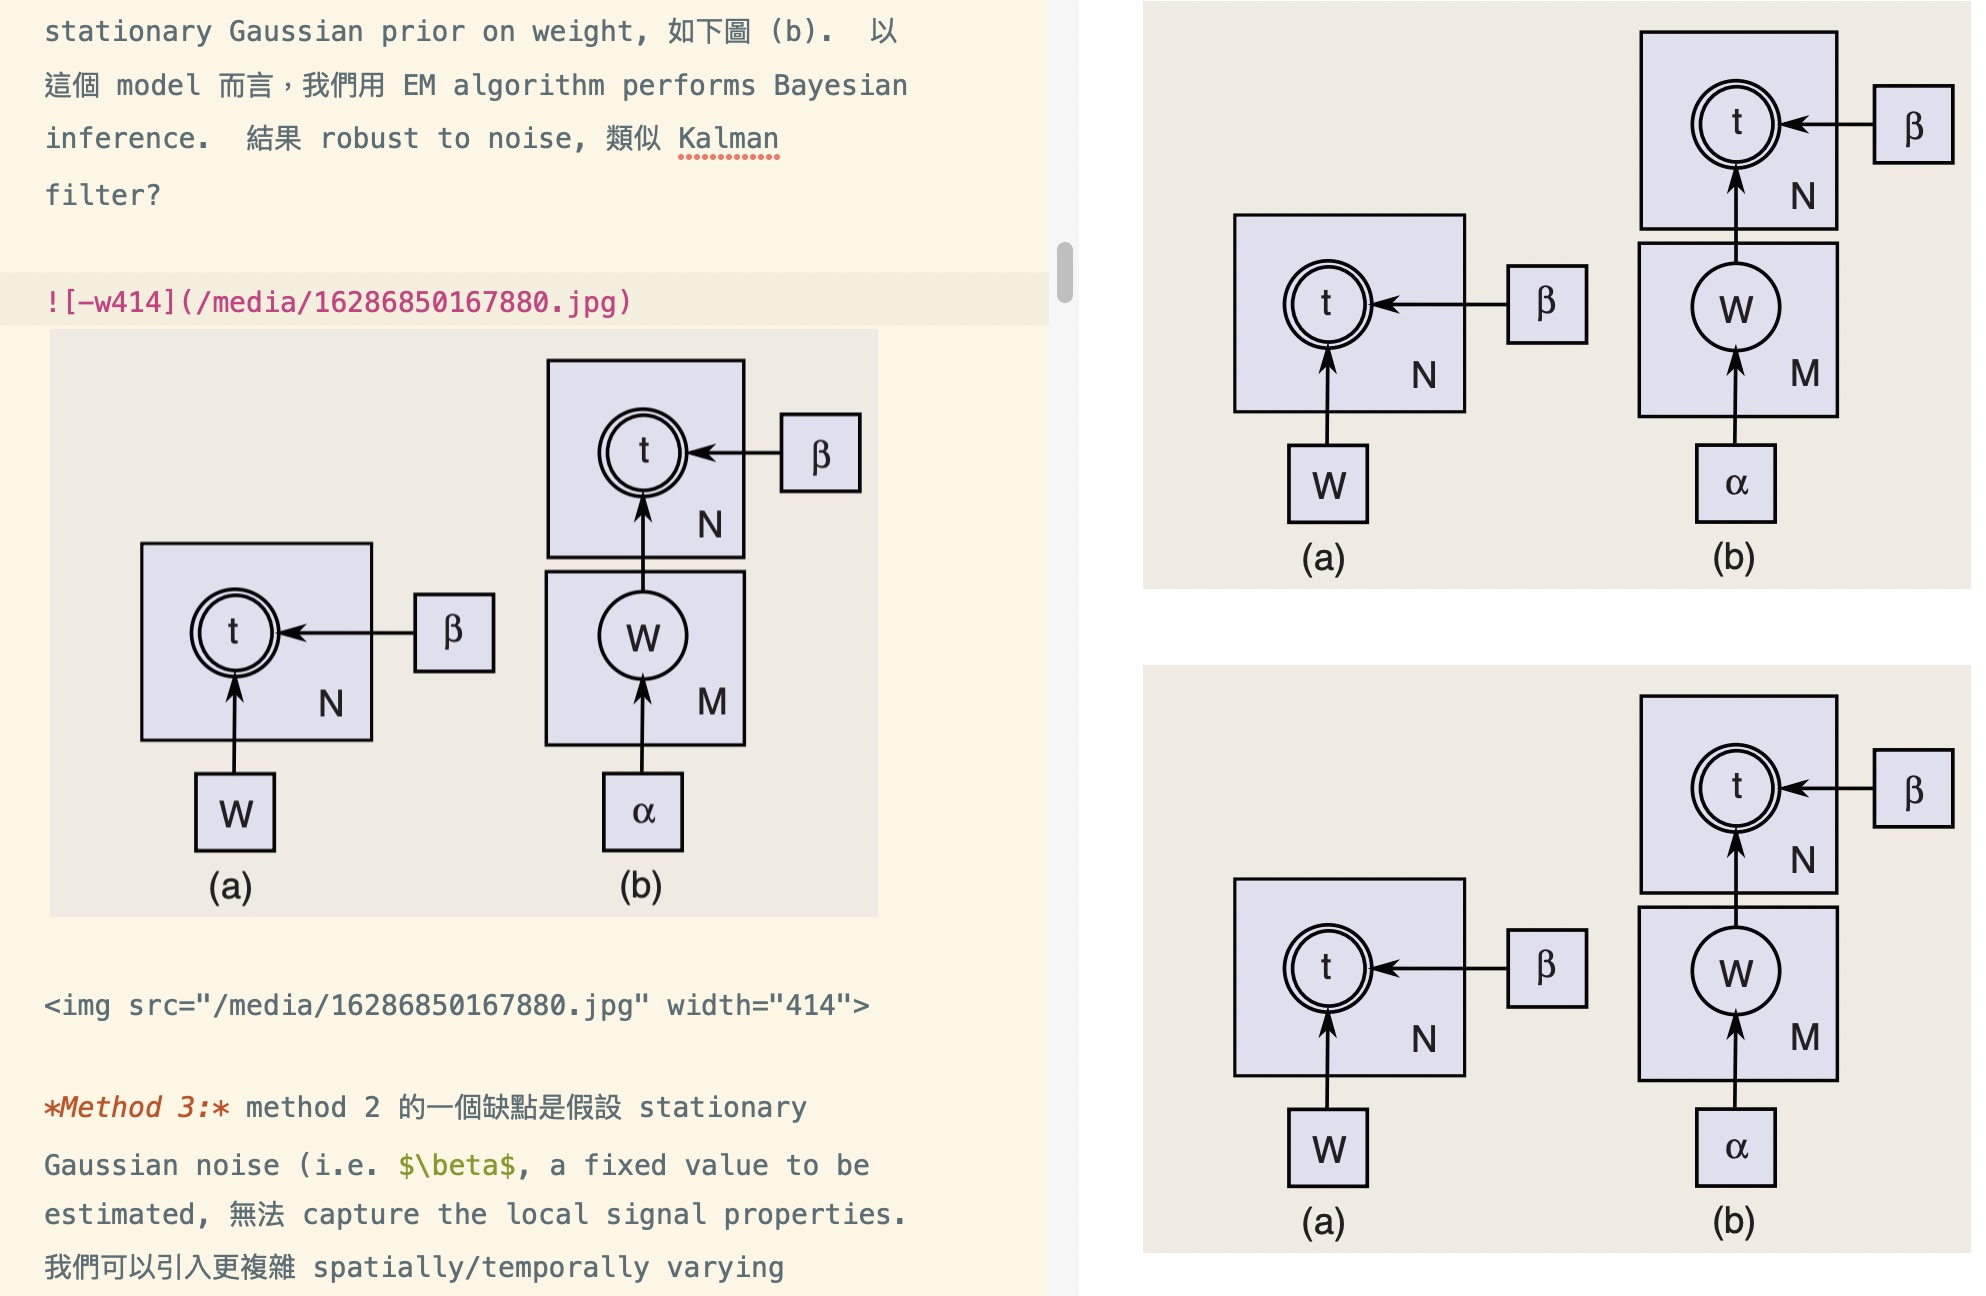 stationary Gaussian prior on weight, 如下圖 (b).  以
這個 model 而言，我們用 EM algorithm performs Bayesian
inference.  結果 robust to noise, 類似 Kalman
filter?
![-w414](/media/16286850167880.jpg)
t
β
N
t
β
N
W
M
W
α
(a)
(b)
<img src="/media/16286850167880.jpg" width="414">
*Method 3:* method 2 的一個缺點是假設 stationary
Gaussian noise (i.e. $\beta$, a fixed value to be
estimated, 無法 capture the local signal properties.
我們可以引入更複雜 spatially/temporally varying
t
β
N
t
β
N
W
M
W
α
(a)
(b)
t
β
N
t
β
N
W
M
W
α
(a)
(b)